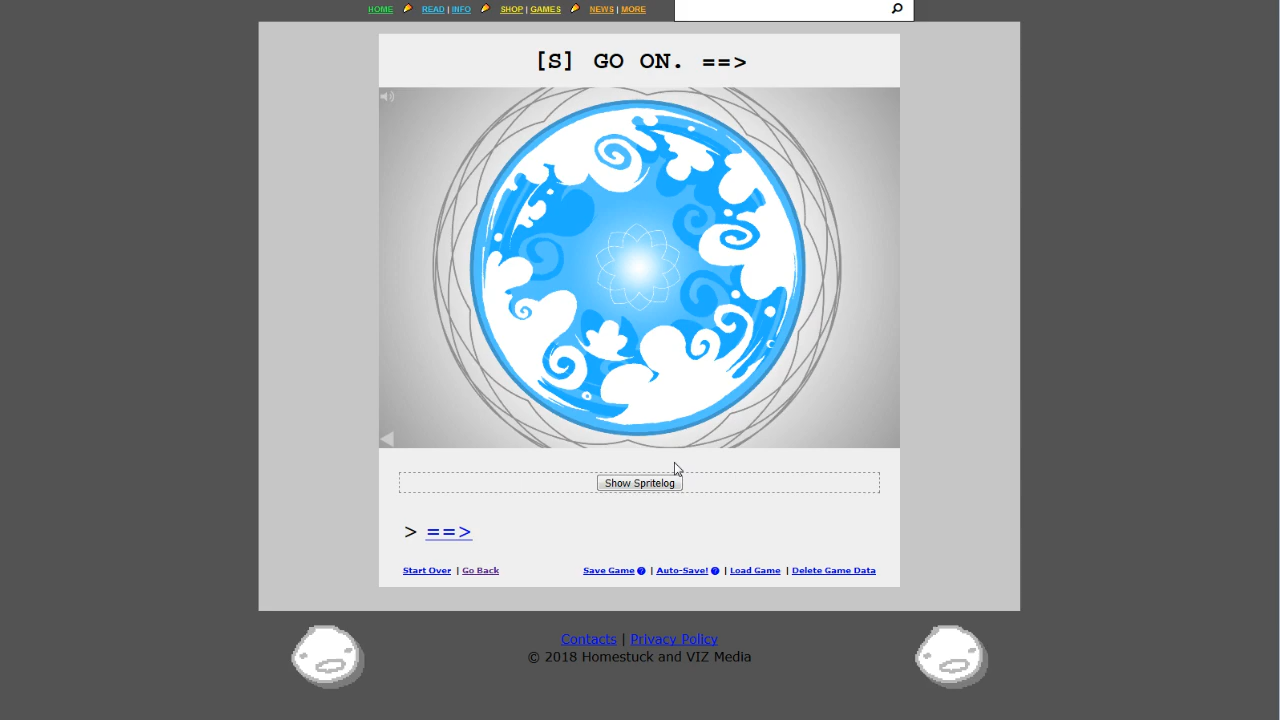 HOME READ | INFO SHOP | GAMES NEWS | MORE
[S] GO ON. ==>
Show Spritelog
> ==>
Start Over | Go Back Save Game ? | Auto-Save! ? | Load Game | Delete Game Data
Contacts | Privacy Policy
© 2018 Homestuck and VIZ Media